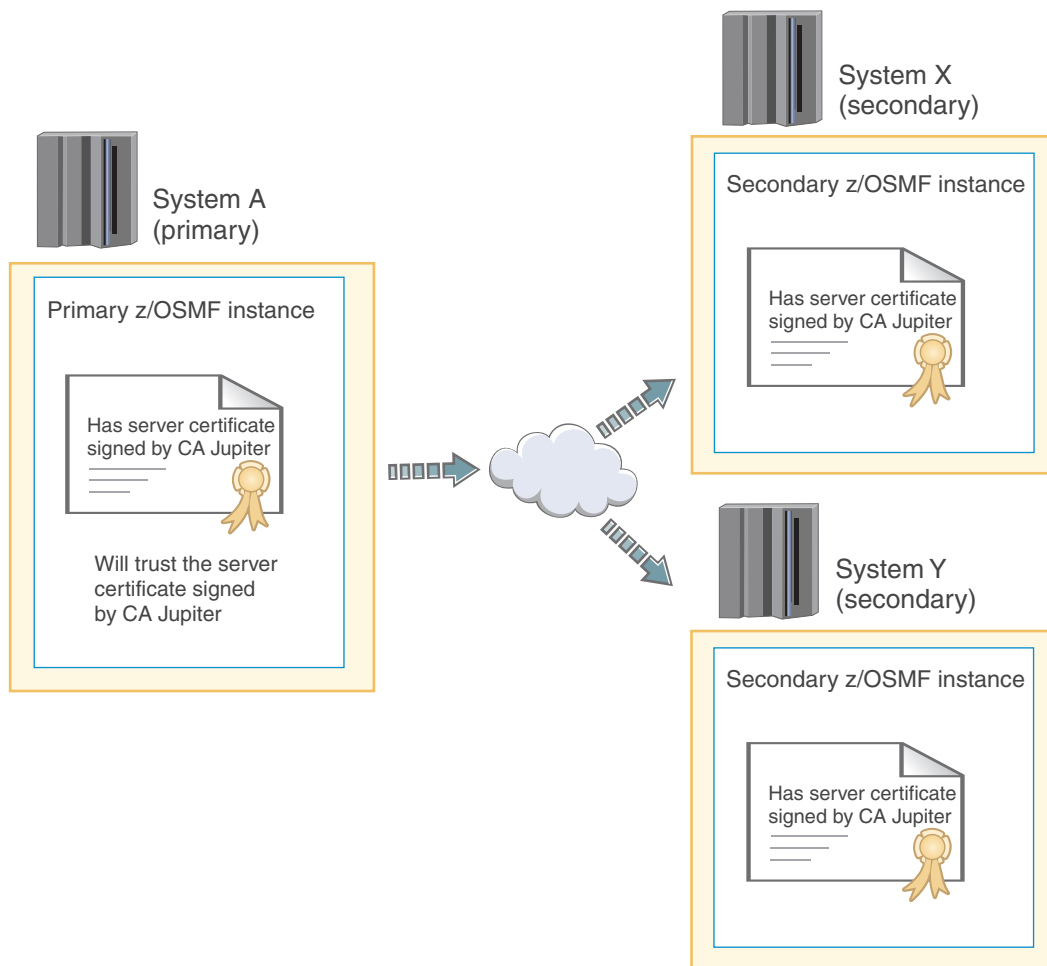 System A
(primary)
Primary z/OSMF instance
Has server certificate
signed by CA Jupiter
Will trust the server
certificate signed
by CA Jupiter
System X
(secondary)
Secondary z/OSMF instance
Has server certificate
signed by CA Jupiter
System Y
(secondary)
Secondary z/OSMF instance
Has server certificate
signed by CA Jupiter